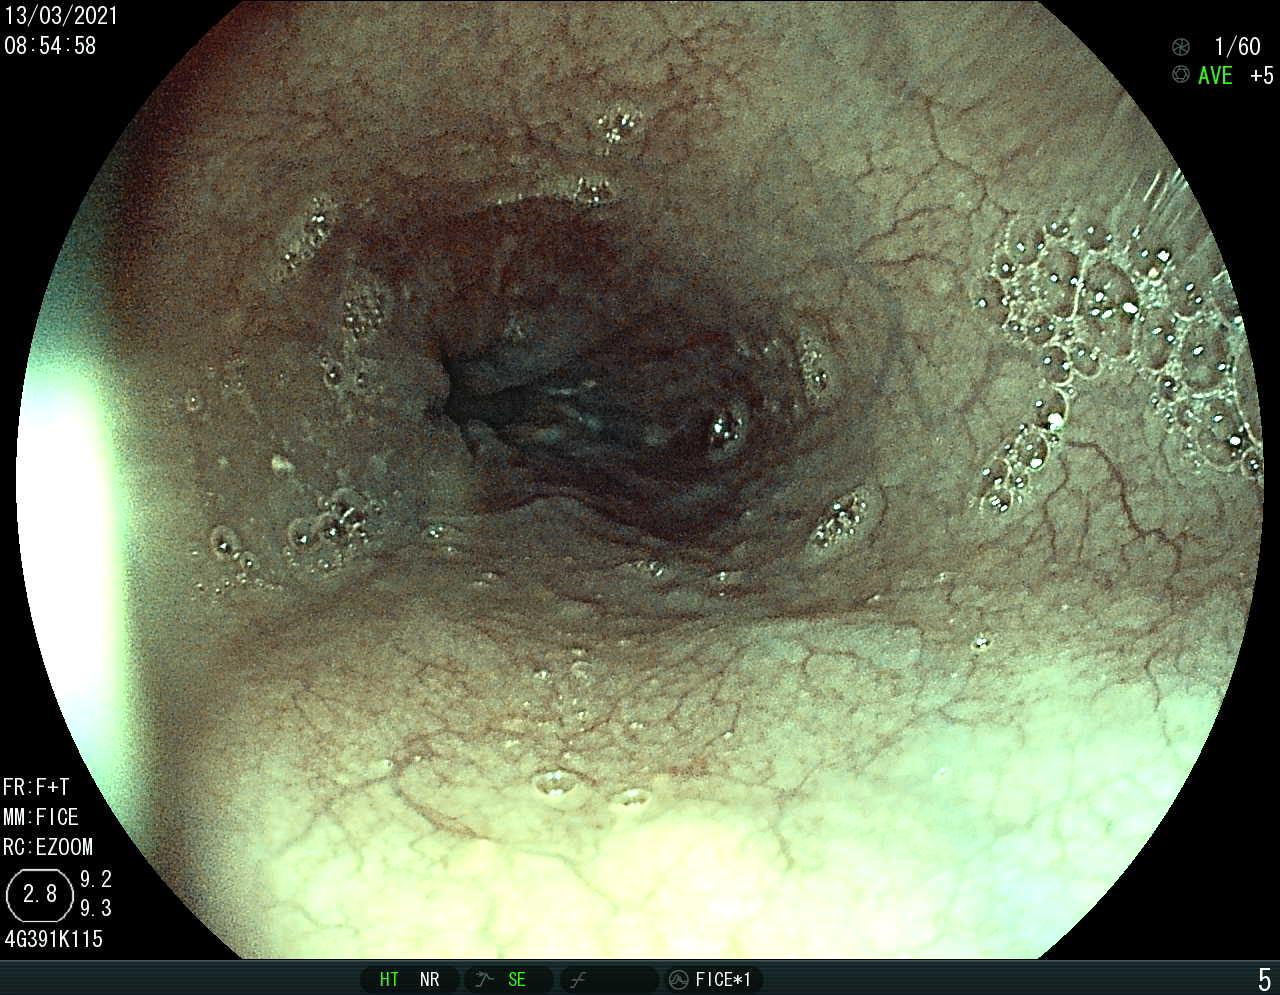 13/03/2021
08:54:58
1/60
AVE +5
FR:F+T
MM:FICE
RC:EZOOM
2.8
9.2
9.3
4G391K115
HT NR SE FICE*1
5